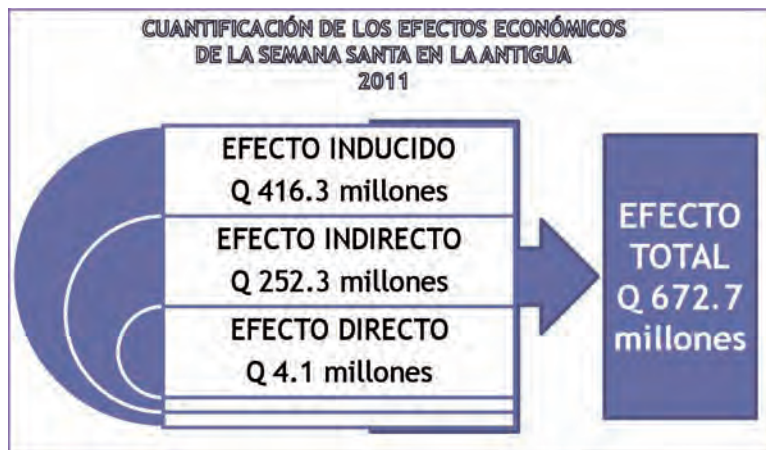 CUANTIFICACIÓN DE LOS EFECTOS ECONÓMICOS
DE LA SEMANA SANTA EN LA ANTIGUA
2011
EFECTO INDUCIDO
Q 416.3 millones
EFECTO INDIRECTO
Q 252.3 millones
EFECTO DIRECTO
Q 4.1 millones
EFECTO
TOTAL
Q 672.7
millones